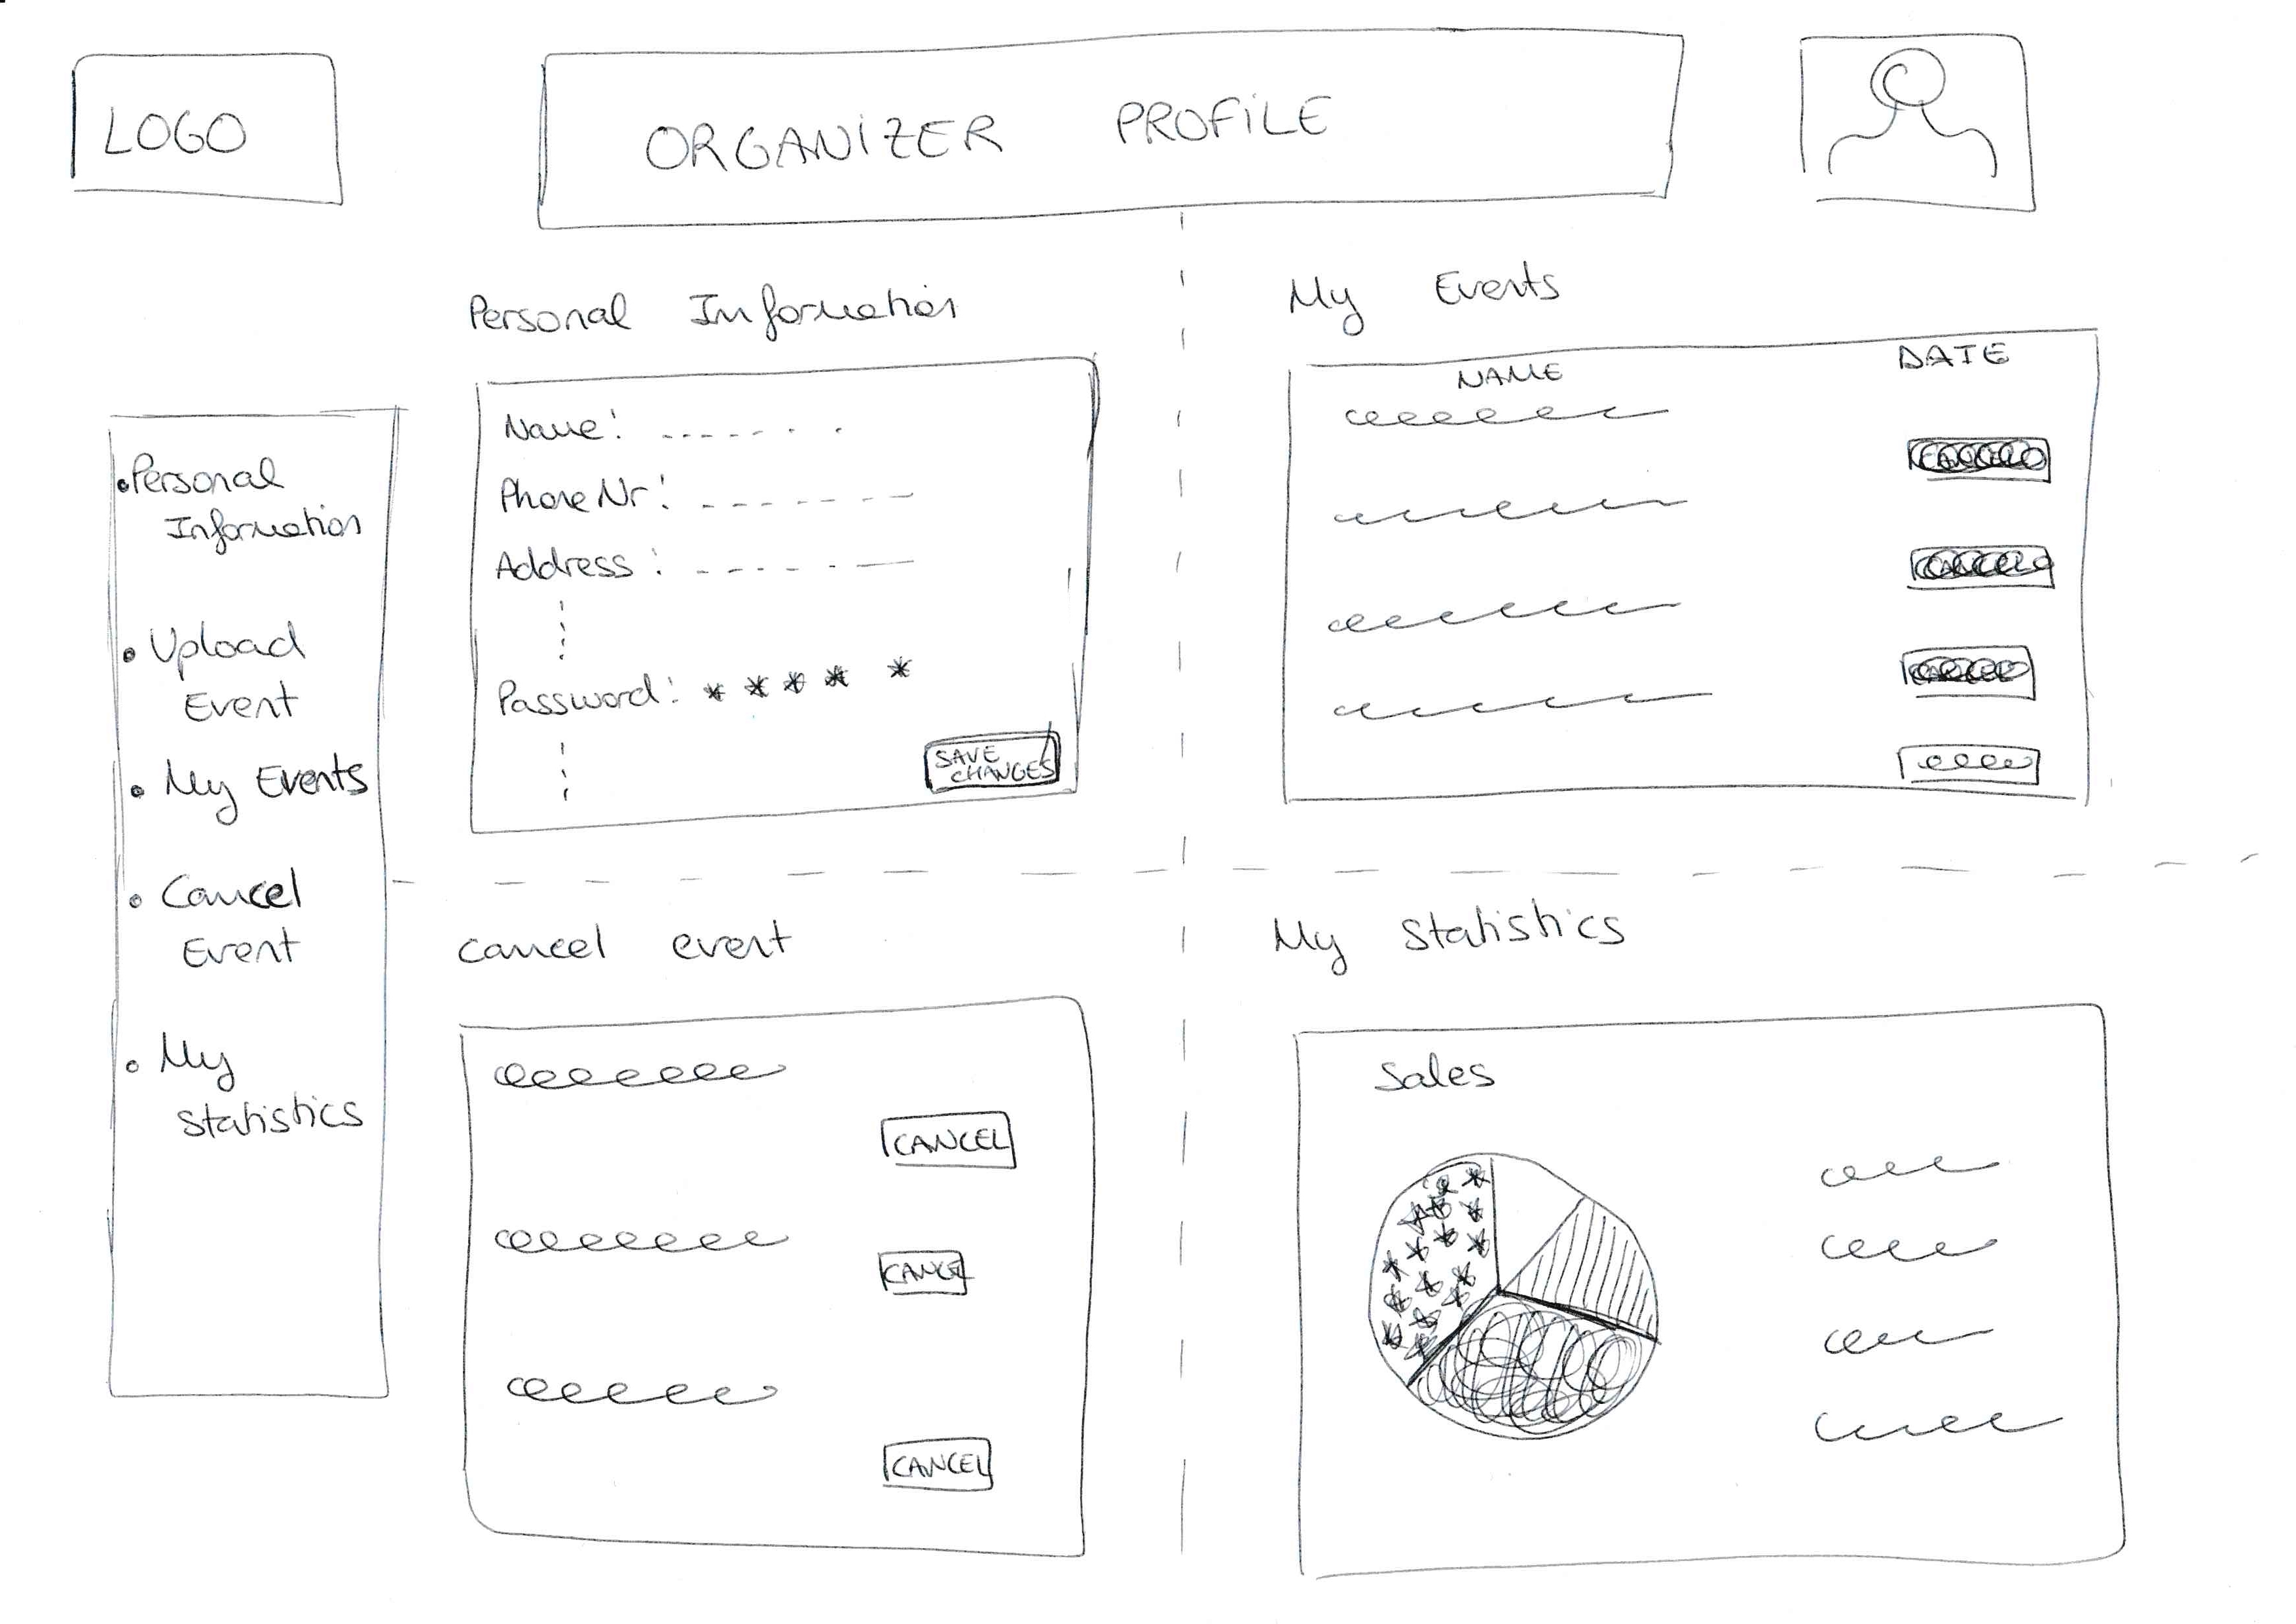 LOGO
ORGANIZER PROFILE
• Personal
Information
• Upload
Event
• My Events
• Cancel
Event
• My
Statistics
Personal Information
Name: ------ - -
Phone Nr: -------
Address: ------
Password: * * * * *
SAVE
CHANGES
My Events
NAME DATE
cancel event
CANCEL
CANCEL
CANCEL
My Statistics
Sales